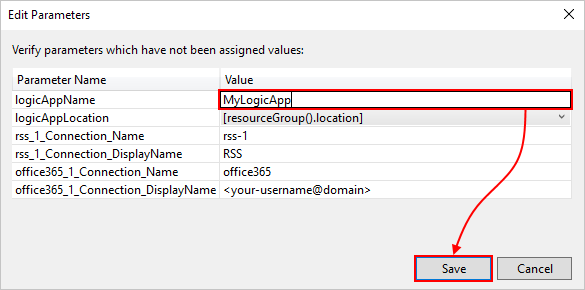 Edit Parameters
Verify parameters which have not been assigned values:
Parameter Name Value
logicAppName MyLogicApp
logicAppLocation [resourceGroup().location]
rss_1_Connection_Name rss-1
rss_1_Connection_DisplayName RSS
office365_1_Connection_Name office365
office365_1_Connection_DisplayName <your-username@domain>
Save Cancel